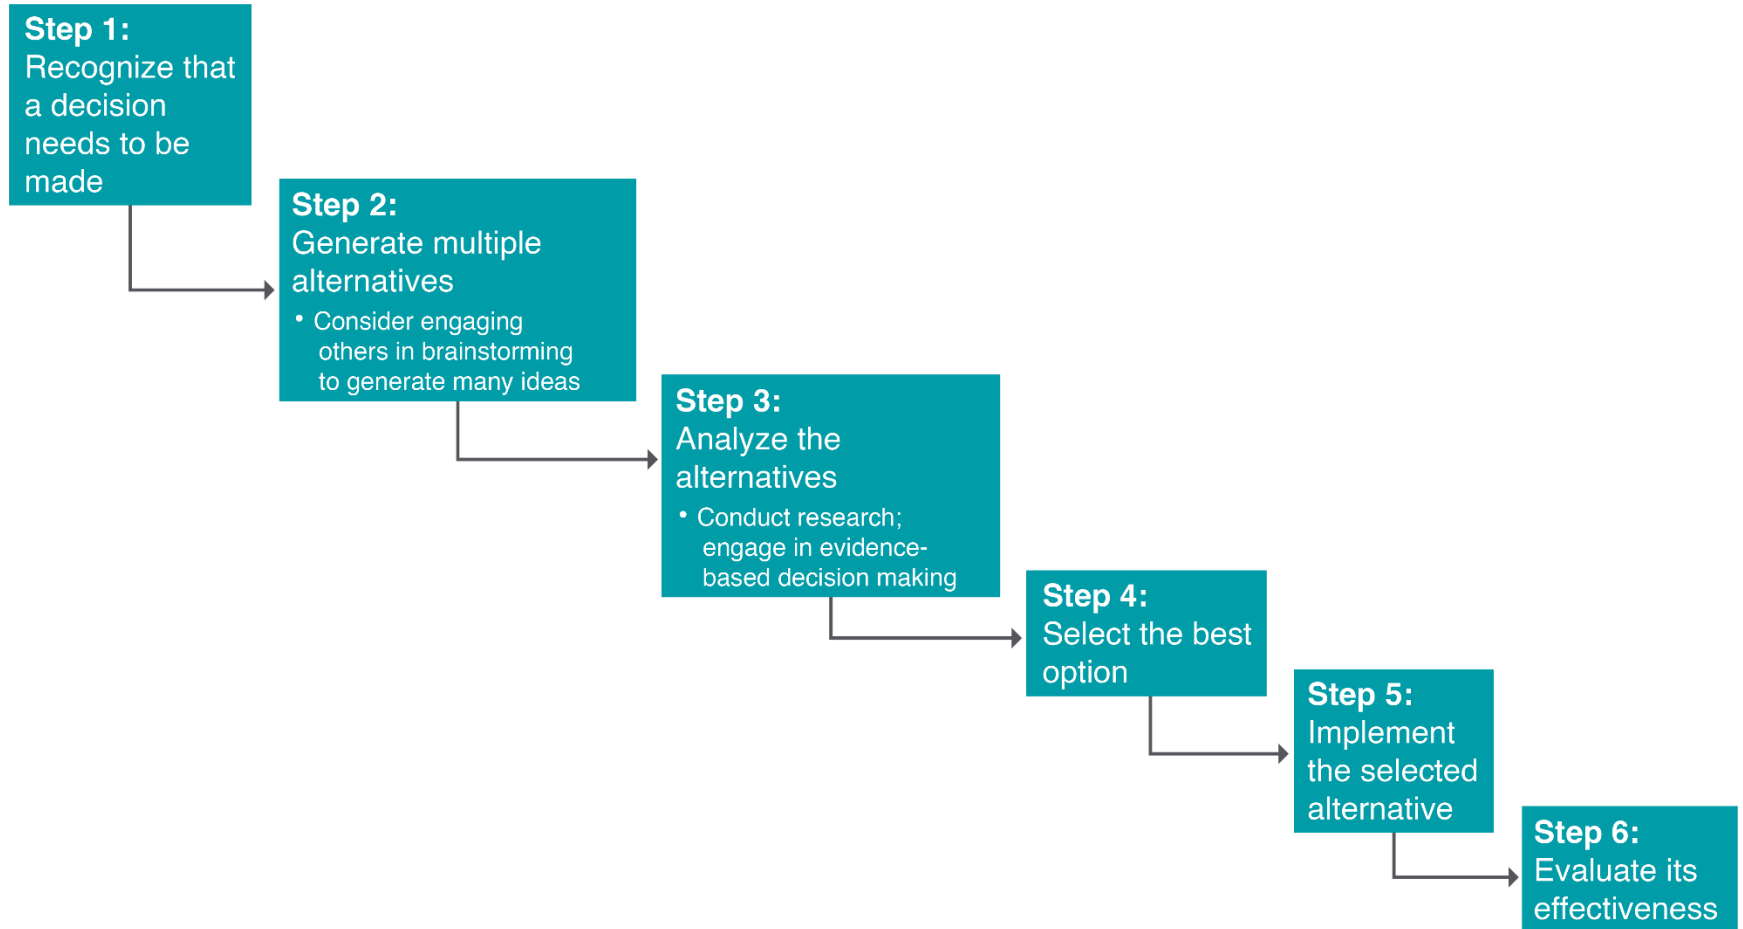 Step 1:
Recognize that
a decision
needs to be
made
Step 2:
Generate multiple
alternatives
• Consider engaging
others in brainstorming
to generate many ideas
Step 3:
Analyze the
alternatives
• Conduct research;
engage in evidence-
based decision making
Step 4:
Select the best
option
Step 5:
Implement
the selected
alternative
Step 6:
Evaluate its
effectiveness